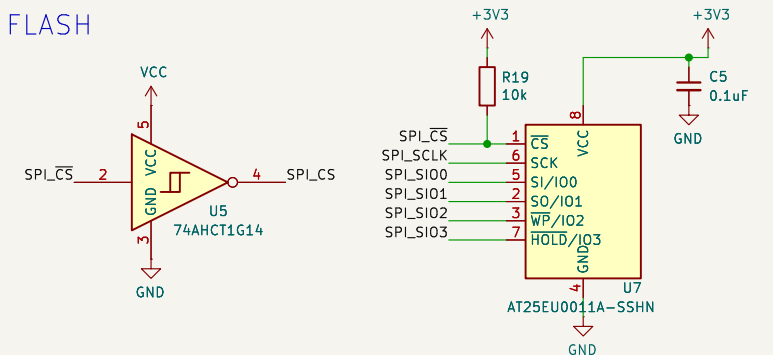 FLASH
VCC
5
VCC
SPI_CS
2
4
SPI_CS
GND
U5
74AHCT1G14
3
GND
+3V3
+3V3
R19
10k
C5
0.1uF
GND
8
VCC
SPI_CS
1
CS
SPI_SCLK
6
SCK
SPI_SIO0
5
SI/IO0
SPI_SIO1
2
SO/IO1
SPI_SIO2
3
WP/IO2
SPI_SIO3
7
HOLD/IO3
GND
4
U7
AT25EU0011A-SSHN
GND